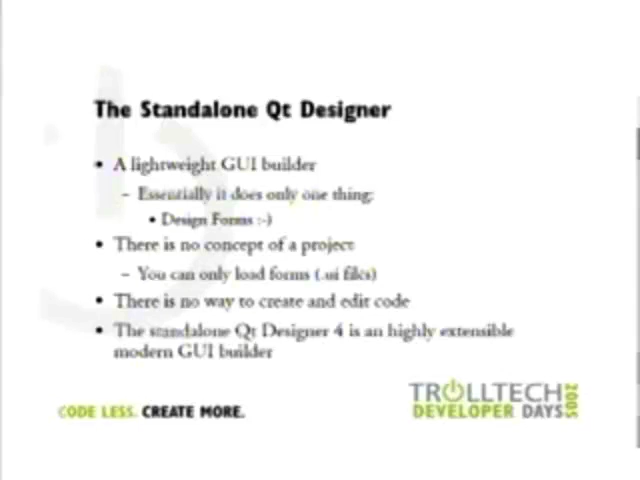 The Standalone Qt Designer
• A lightweight GUI builder
– Essentially it does only one thing:
• Design Forms :-)
• There is no concept of a project
– You can only load forms (.ui files)
• There is no way to create and edit code
• The standalone Qt Designer 4 is an highly extensible
modern GUI builder
CODE LESS. CREATE MORE.
TROLLTECH
DEVELOPER DAYS
2005